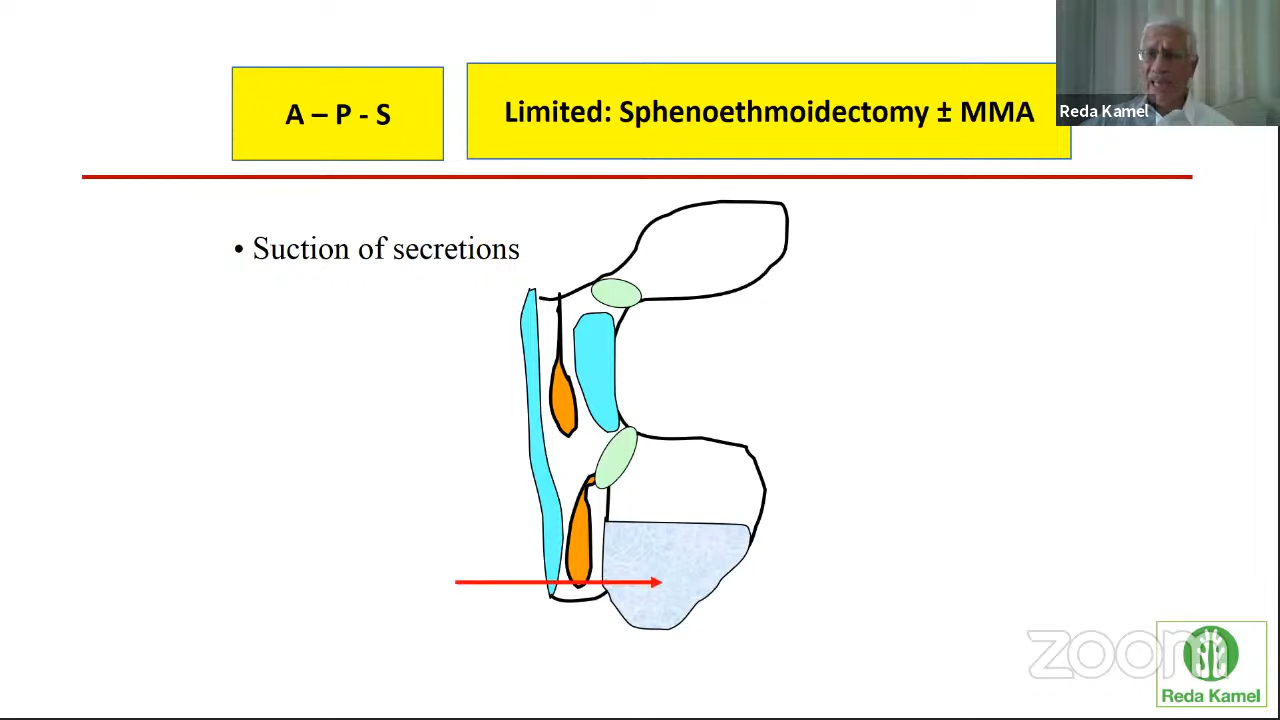 A – P - S
Limited: Sphenoethmoidectomy ± MMA
Reda Kamel
• Suction of secretions
zoom
Reda Kamel